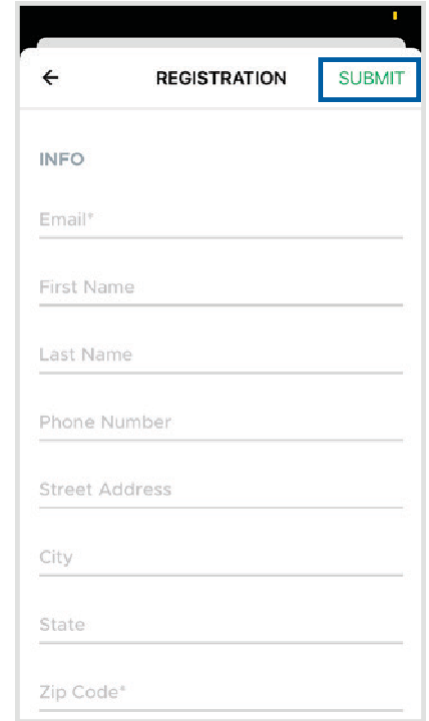 ← REGISTRATION SUBMIT
INFO
Email*
First Name
Last Name
Phone Number
Street Address
City
State
Zip Code*